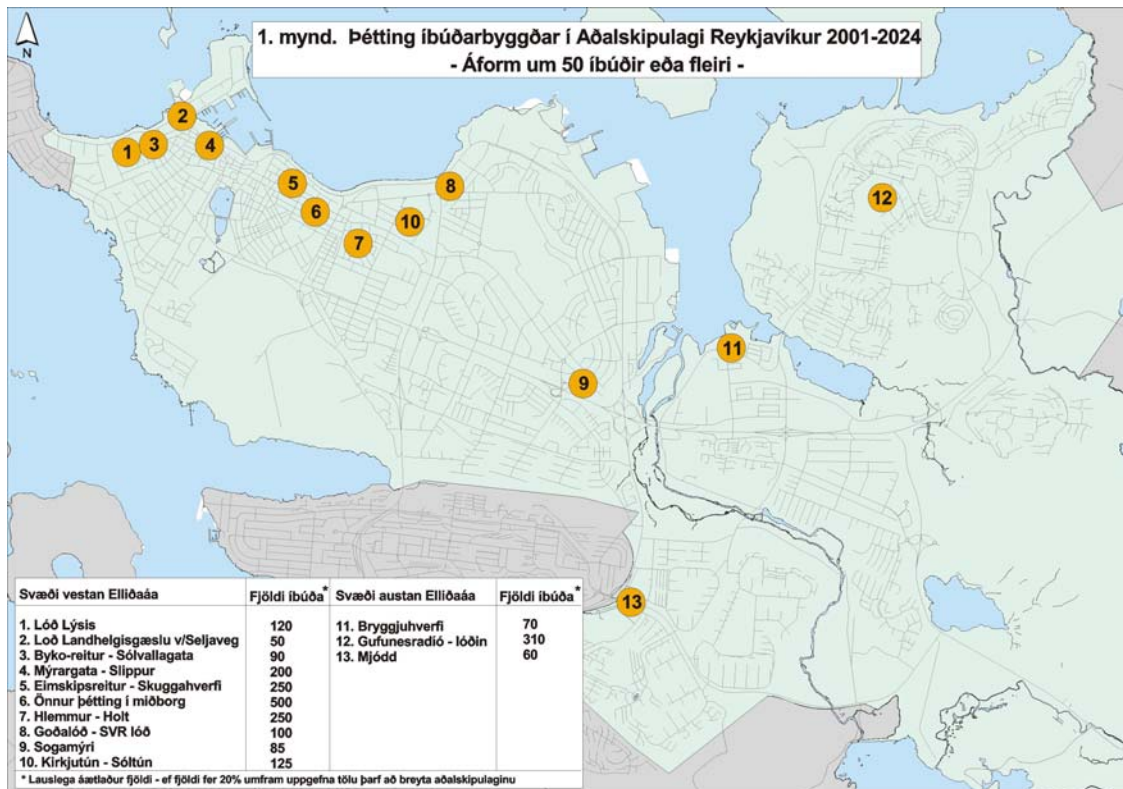 N
1. mynd. Þétting íbúðarbyggðar í Aðalskipulagi Reykjavíkur 2001-2024
- Áform um 50 íbúðir eða fleiri -
2
1
3
4
5
6
7
10
8
12
11
9
13
Svæði vestan Elliðaáa Fjöldi íbúða* Svæði austan Elliðaáa Fjöldi íbúða*
1. Lóð Lýsis 120 11. Bryggjuhverfi 70
2. Loð Landhelgisgæslu v/Seljaveg 50 12. Gufunesradíó - lóðin 310
3. Byko-reitur - Sólvallagata 90 13. Mjódd 60
4. Mýrargata - Slippur 200
5. Eimskipsreitur - Skuggahverfi 250
6. Önnur þétting í miðborg 500
7. Hlemmur - Holt 250
8. Goðalóð - SVR lóð 100
9. Sogamýri 85
10. Kirkjutún - Sóltún 125
* Lauslega áætlaður fjöldi - ef fjöldi fer 20% umfram uppgefna tölu þarf að breyta aðalskipulaginu